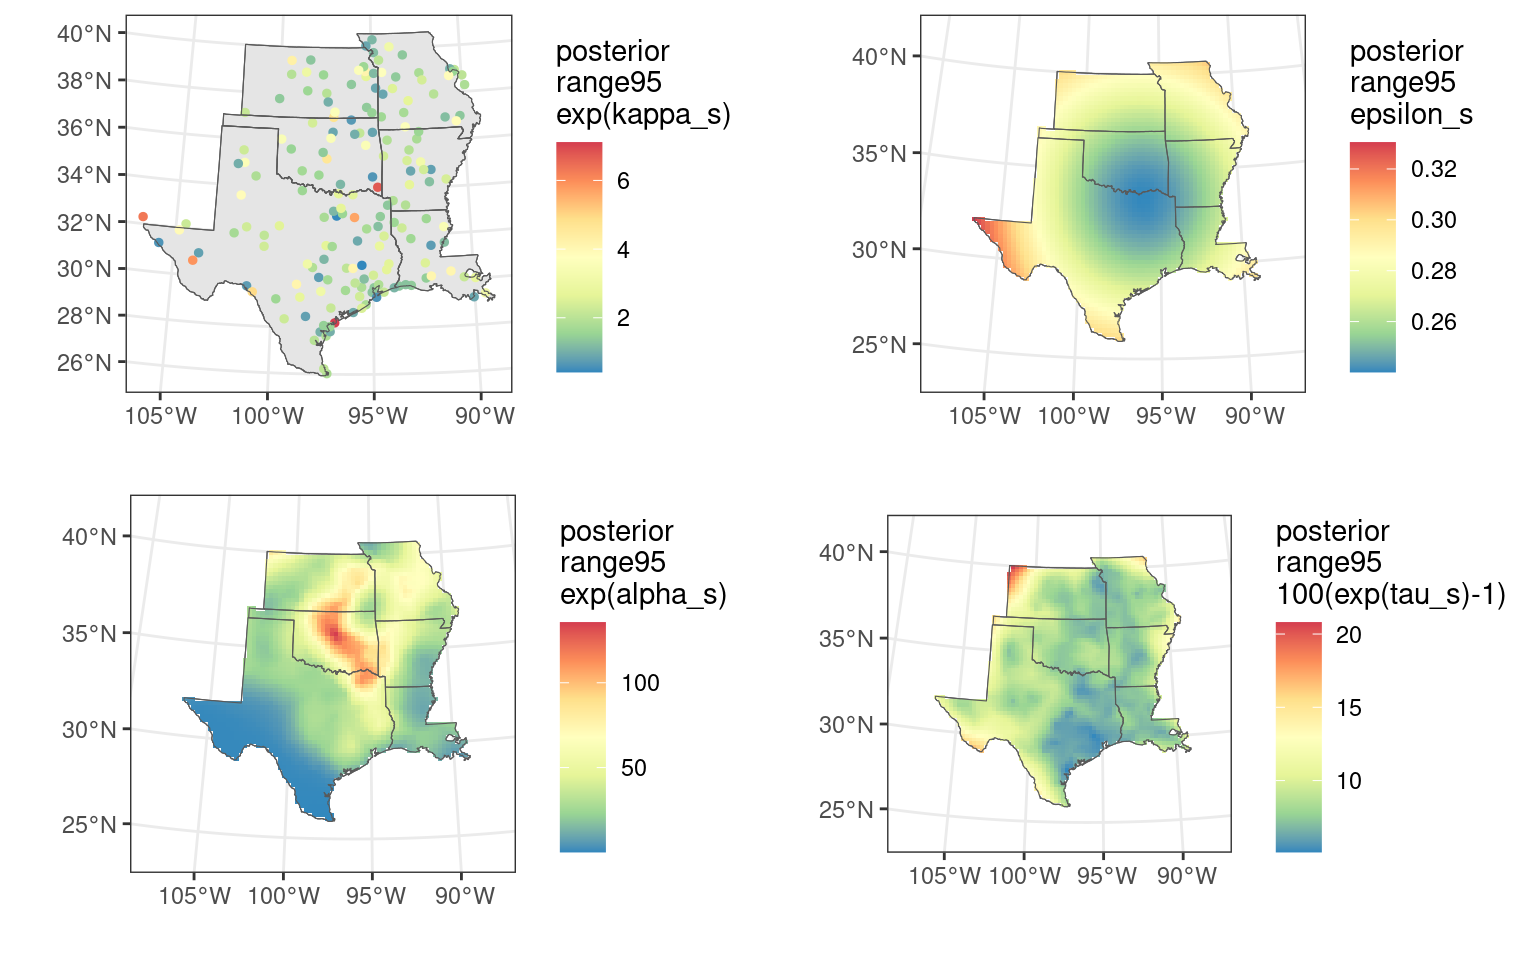 40°N
38°N
36°N
34°N
32°N
30°N
28°N
26°N
105°W 100°W 95°W 90°W
posterior
range95
exp(kappa_s)
6
4
2
40°N
35°N
30°N
25°N
105°W 100°W 95°W 90°W
posterior
range95
epsilon_s
0.32
0.30
0.28
0.26
40°N
35°N
30°N
25°N
105°W 100°W 95°W 90°W
posterior
range95
exp(alpha_s)
100
50
40°N
35°N
30°N
25°N
105°W 100°W 95°W 90°W
posterior
range95
100(exp(tau_s)-1)
20
15
10